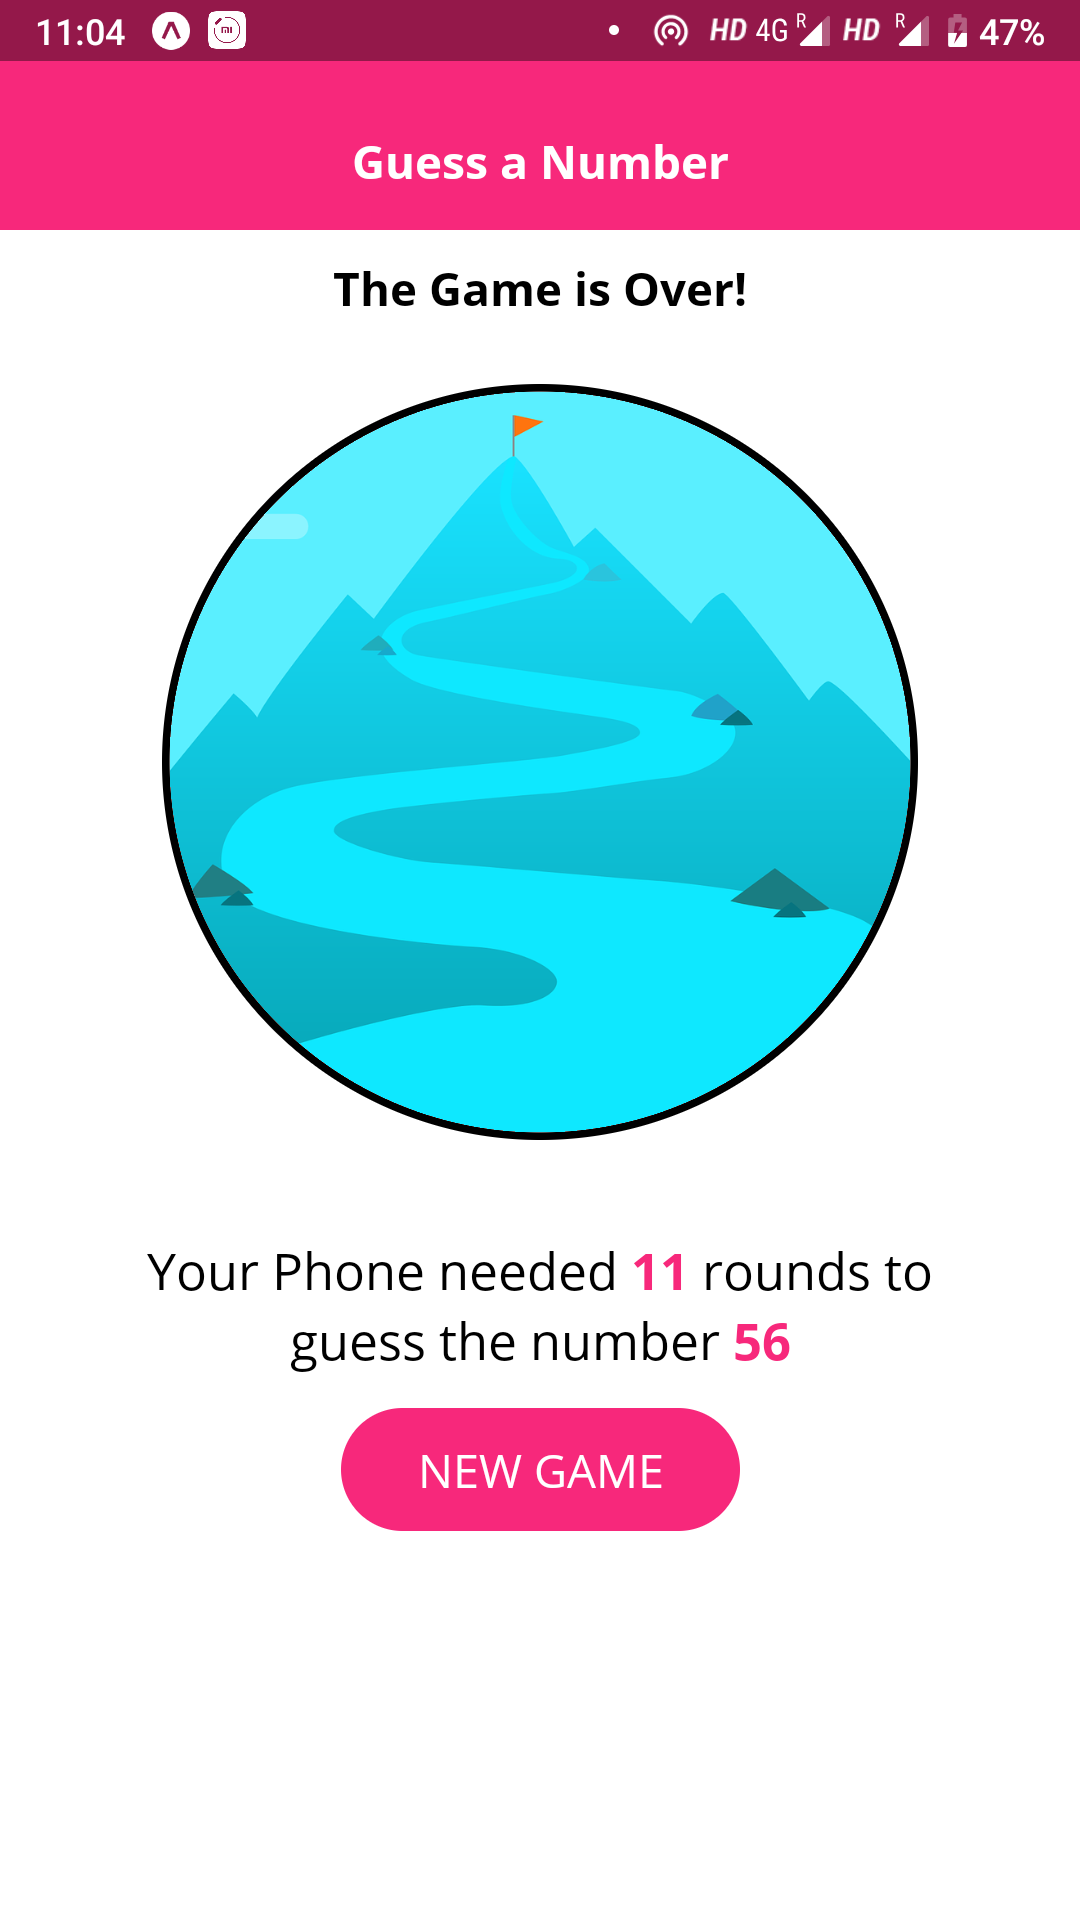 11:04 HD 4G R HD R 47%
Guess a Number
The Game is Over!
Your Phone needed 11 rounds to
guess the number 56
NEW GAME